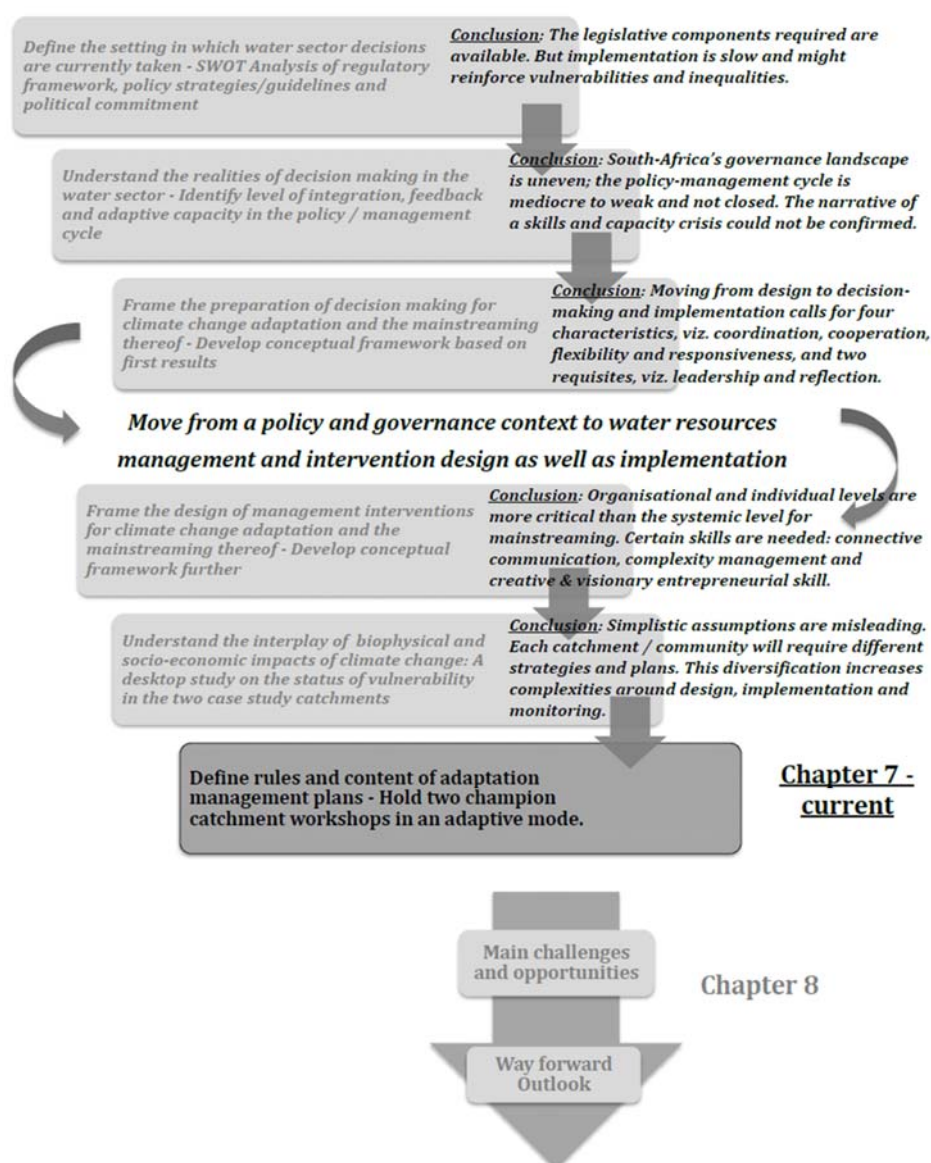 Define the setting in which water sector decisions
are currently taken - SWOT Analysis of regulatory
framework, policy strategies/guidelines and
political commitment
Conclusion: The legislative components required are
available. But implementation is slow and might
reinforce vulnerabilities and inequalities.
Understand the realities of decision making in the
water sector - Identify level of integration, feedback
and adaptive capacity in the policy / management
cycle
Conclusion: South-Africa's governance landscape
is uneven; the policy-management cycle is
mediocre to weak and not closed. The narrative of
a skills and capacity crisis could not be confirmed.
Frame the preparation of decision making for
climate change adaptation and the mainstreaming
thereof - Develop conceptual framework based on
first results
Conclusion: Moving from design to decision-
making and implementation calls for four
characteristics, viz. coordination, cooperation,
flexibility and responsiveness, and two
requisites, viz. leadership and reflection.
Move from a policy and governance context to water resources
management and intervention design as well as implementation
Frame the design of management interventions
for climate change adaptation and the
mainstreaming thereof - Develop conceptual
framework further
Conclusion: Organisational and individual levels are
more critical than the systemic level for
mainstreaming. Certain skills are needed: connective
communication, complexity management and
creative & visionary entrepreneurial skill.
Understand the interplay of biophysical and
socio-economic impacts of climate change: A
desktop study on the status of vulnerability
in the two case study catchments
Conclusion: Simplistic assumptions are misleading.
Each catchment / community will require different
strategies and plans. This diversification increases
complexities around design, implementation and
monitoring.
Define rules and content of adaptation
management plans - Hold two champion
catchment workshops in an adaptive mode.
Chapter 7 -
current
Main challenges
and opportunities
Chapter 8
Way forward
Outlook